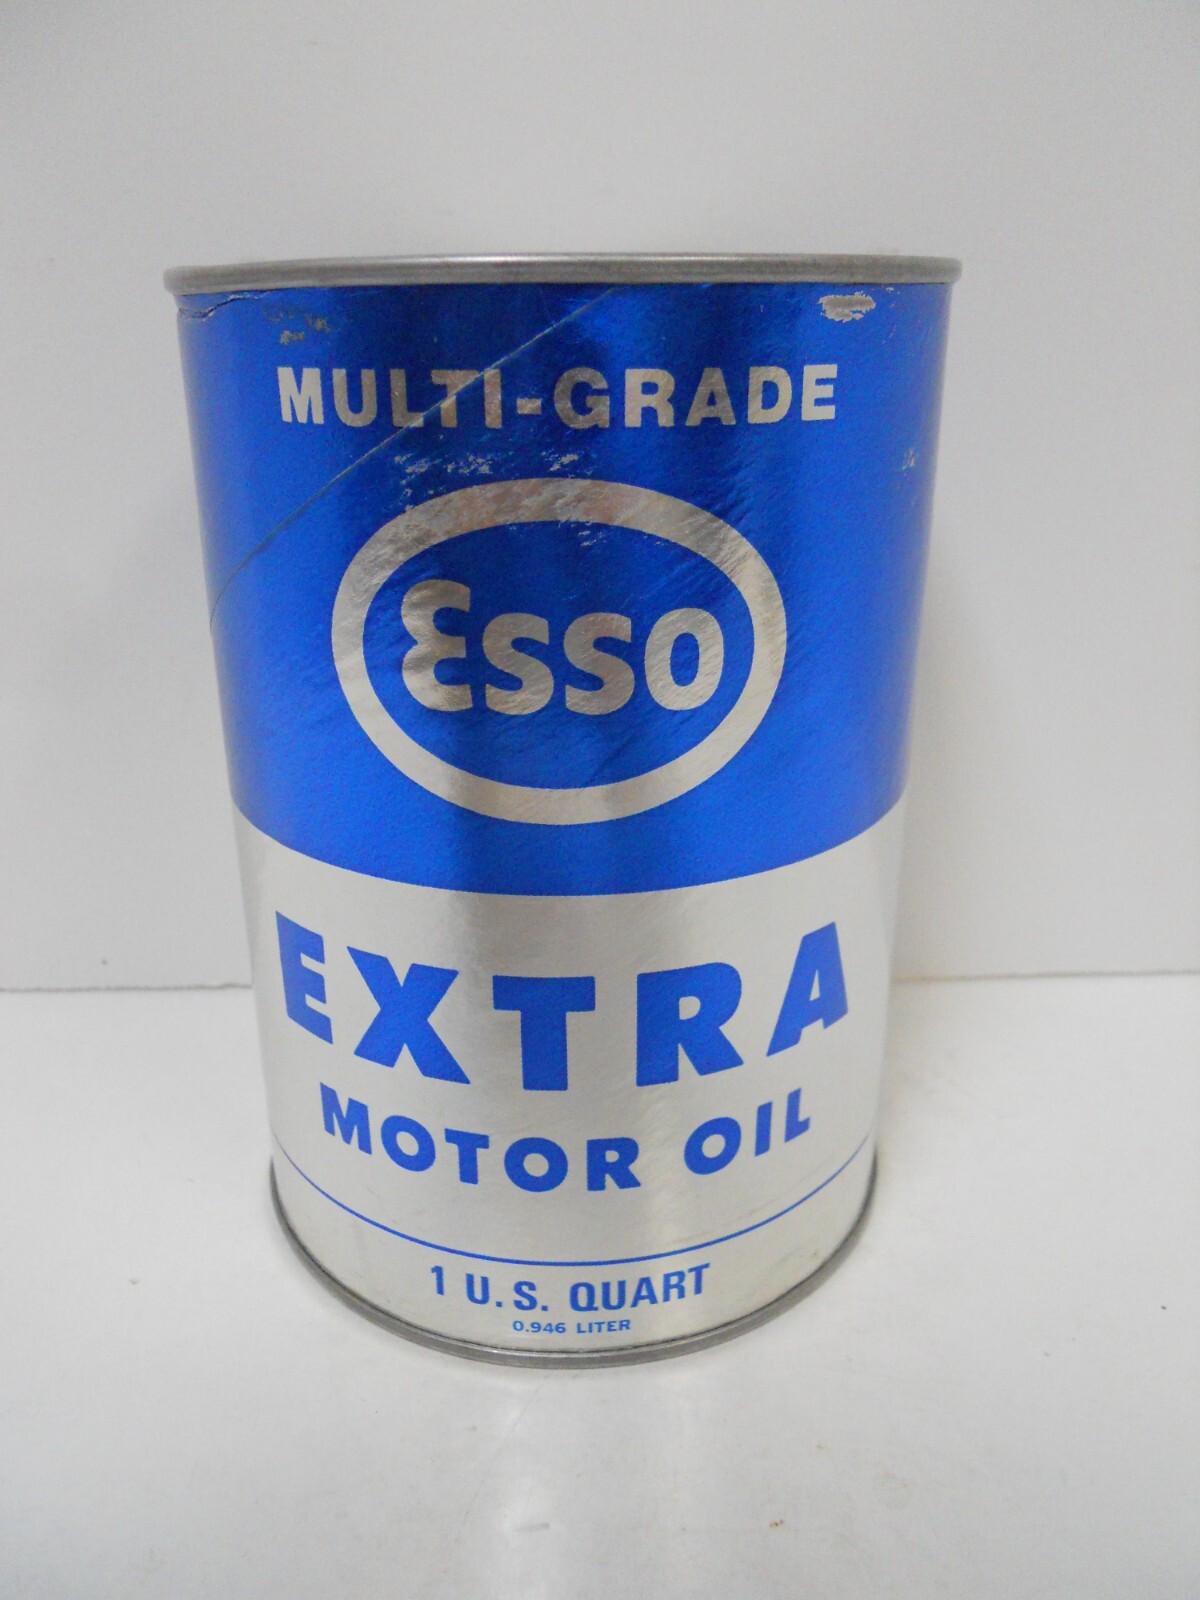 MULTI-GRADE
Esso
EXTRA
MOTOR OIL
1 U.S. QUART
0.946 LITER